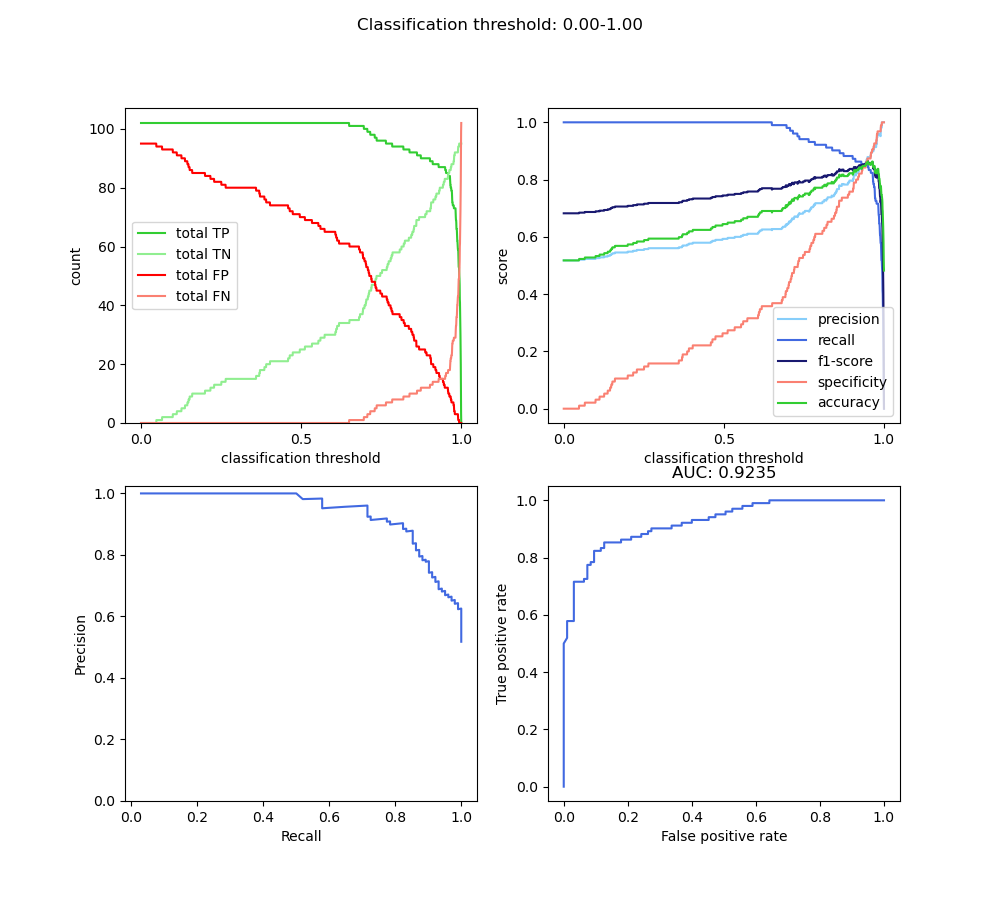 Classification threshold: 0.00-1.00
100
80
60
40
20
0
count
total TP
total TN
total FP
total FN
0.0 0.5 1.0
classification threshold
1.0
0.8
0.6
0.4
0.2
0.0
score
precision
recall
f1-score
specificity
accuracy
0.0 0.5 1.0
classification threshold
1.0
0.8
0.6
0.4
0.2
0.0
Precision
0.0 0.2 0.4 0.6 0.8 1.0
Recall
AUC: 0.9235
1.0
0.8
0.6
0.4
0.2
0.0
True positive rate
0.0 0.2 0.4 0.6 0.8 1.0
False positive rate